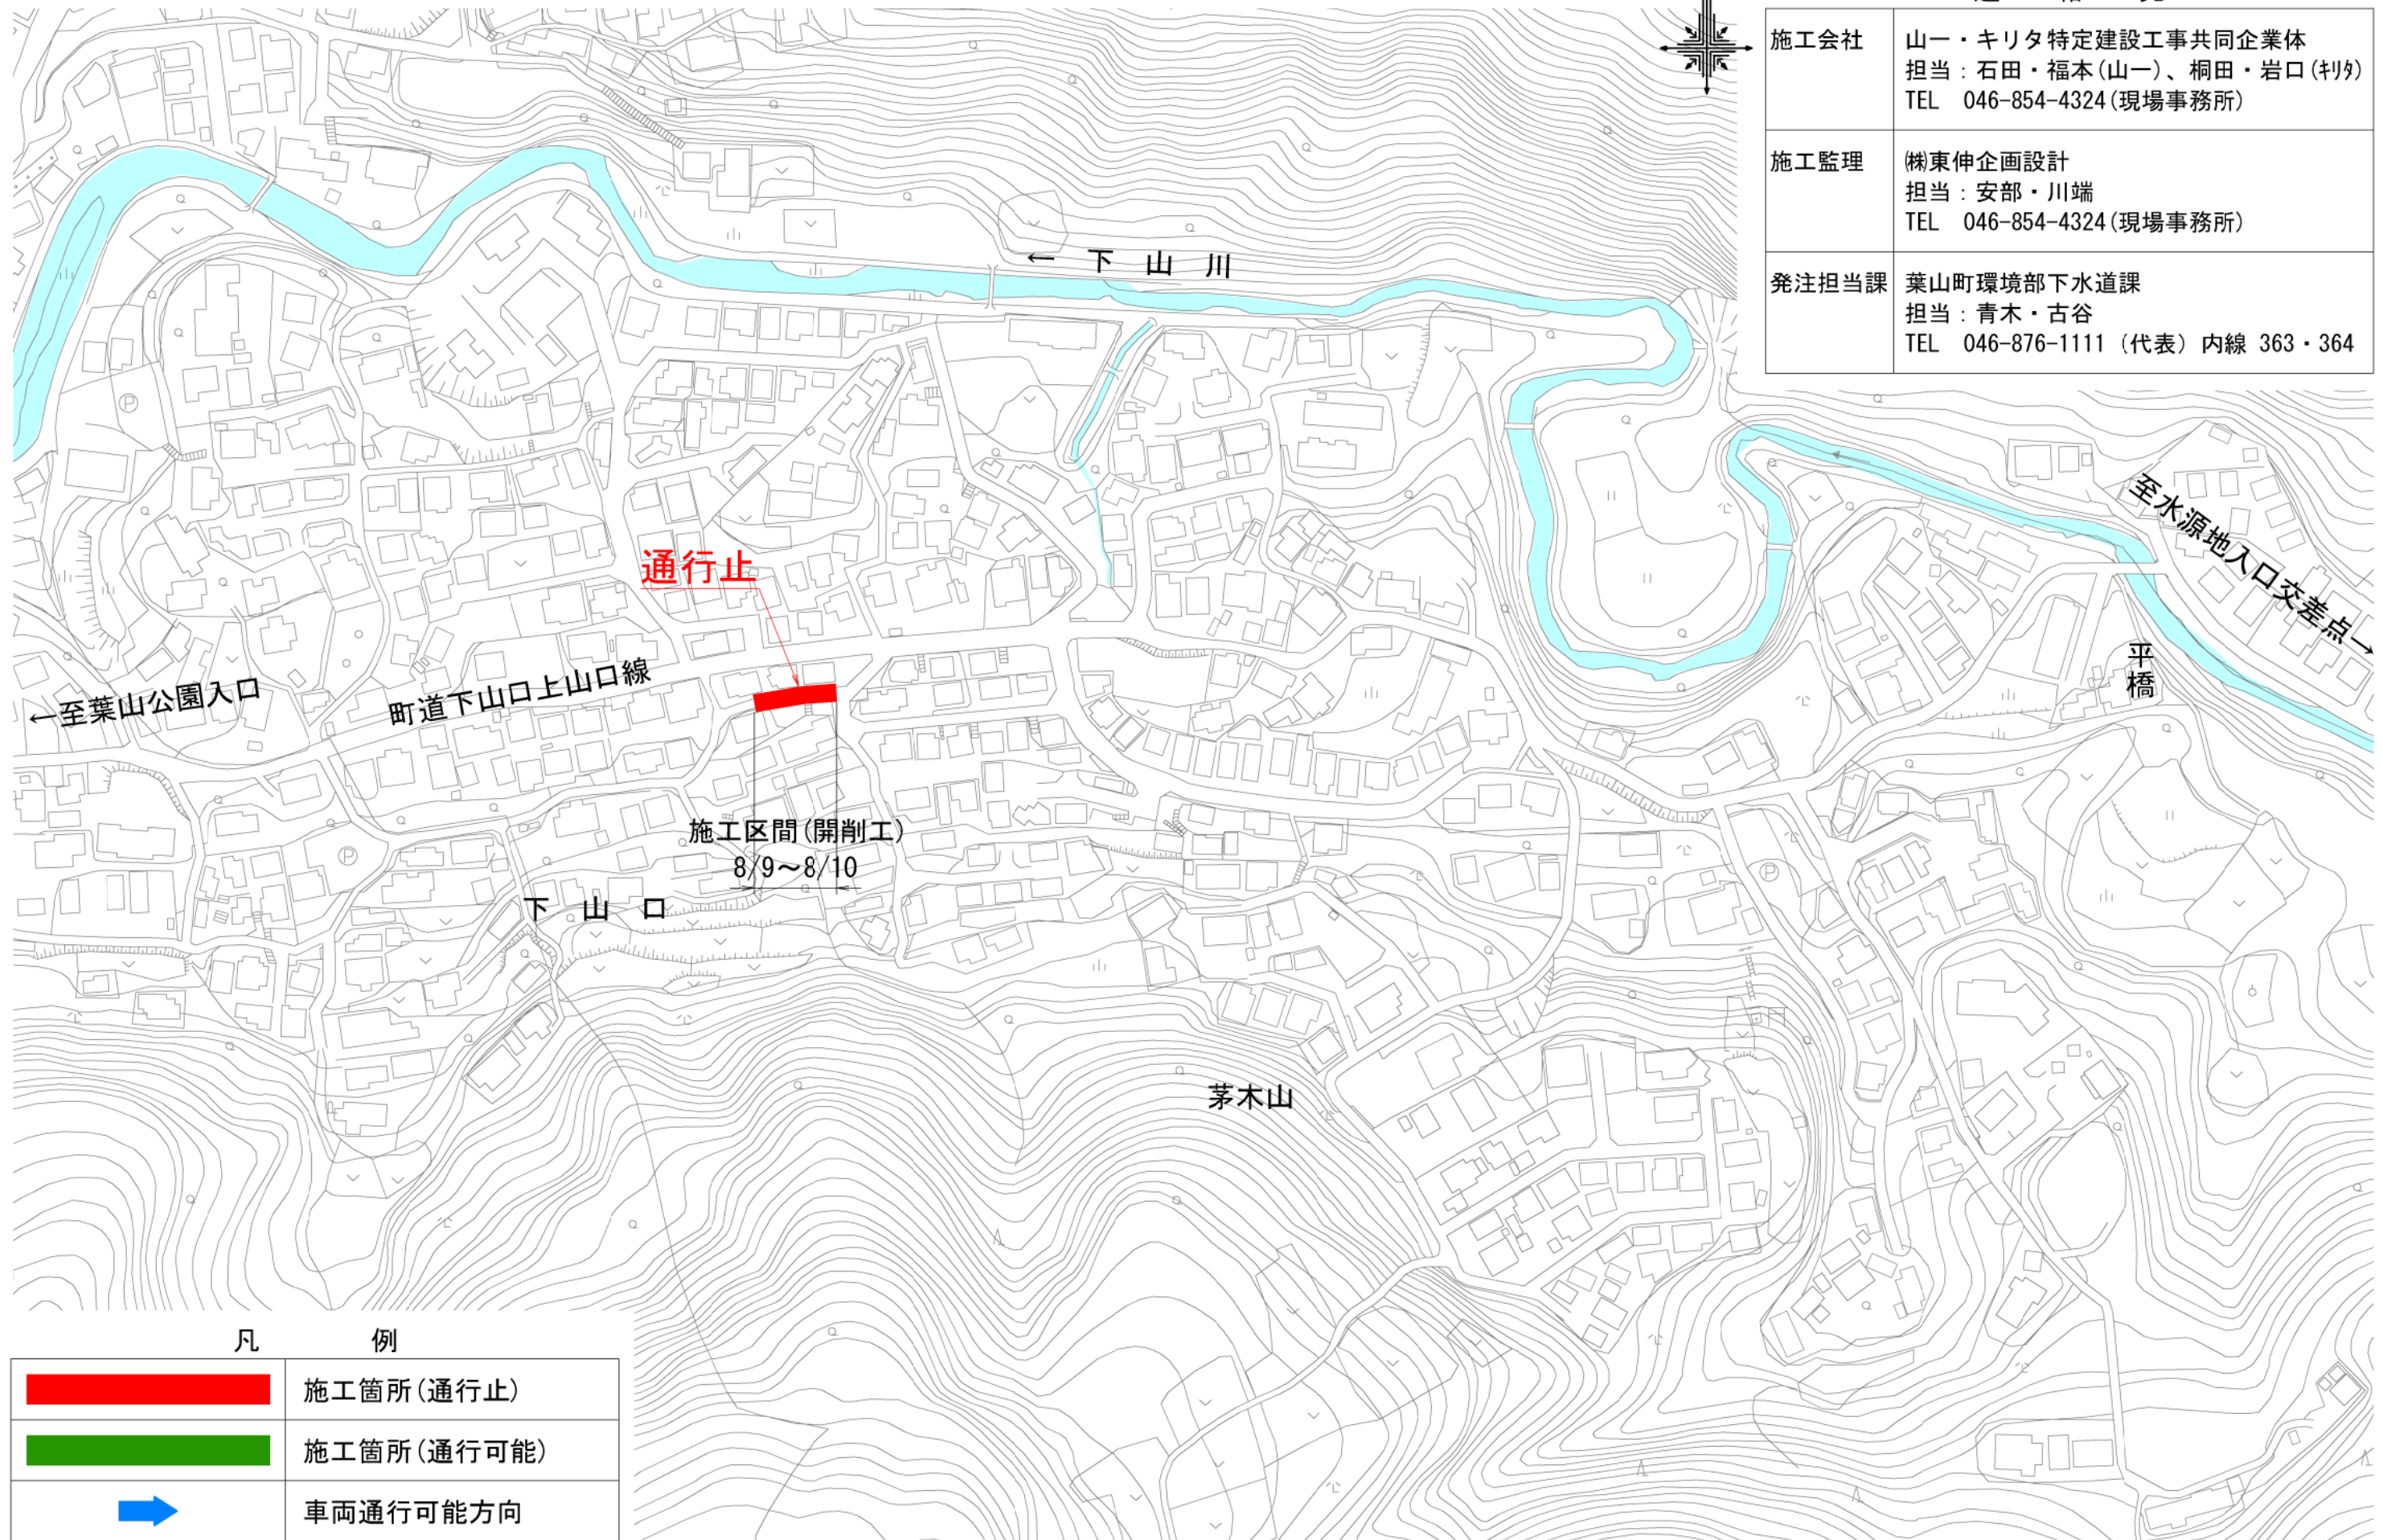 施工会社
山一・キリタ特定建設工事共同企業体
担当：石田・福本(山一)、桐田・岩口(ｷﾘﾀ)
TEL 046-854-4324(現場事務所)
施工監理
㈱東伸企画設計
担当：安部・川端
TEL 046-854-4324(現場事務所)
発注担当課
葉山町環境部下水道課
担当：青木・古谷
TEL 046-876-1111（代表）内線 363・364
← 下 山 川
至水源地入口交差点→
通行止
平橋
←至葉山公園入口
町道下山口上山口線
施工区間(開削工)
8/9～8/10
下 山 口
茅木山
凡 例
施工箇所(通行止)
施工箇所(通行可能)
車両通行可能方向
P
P
P